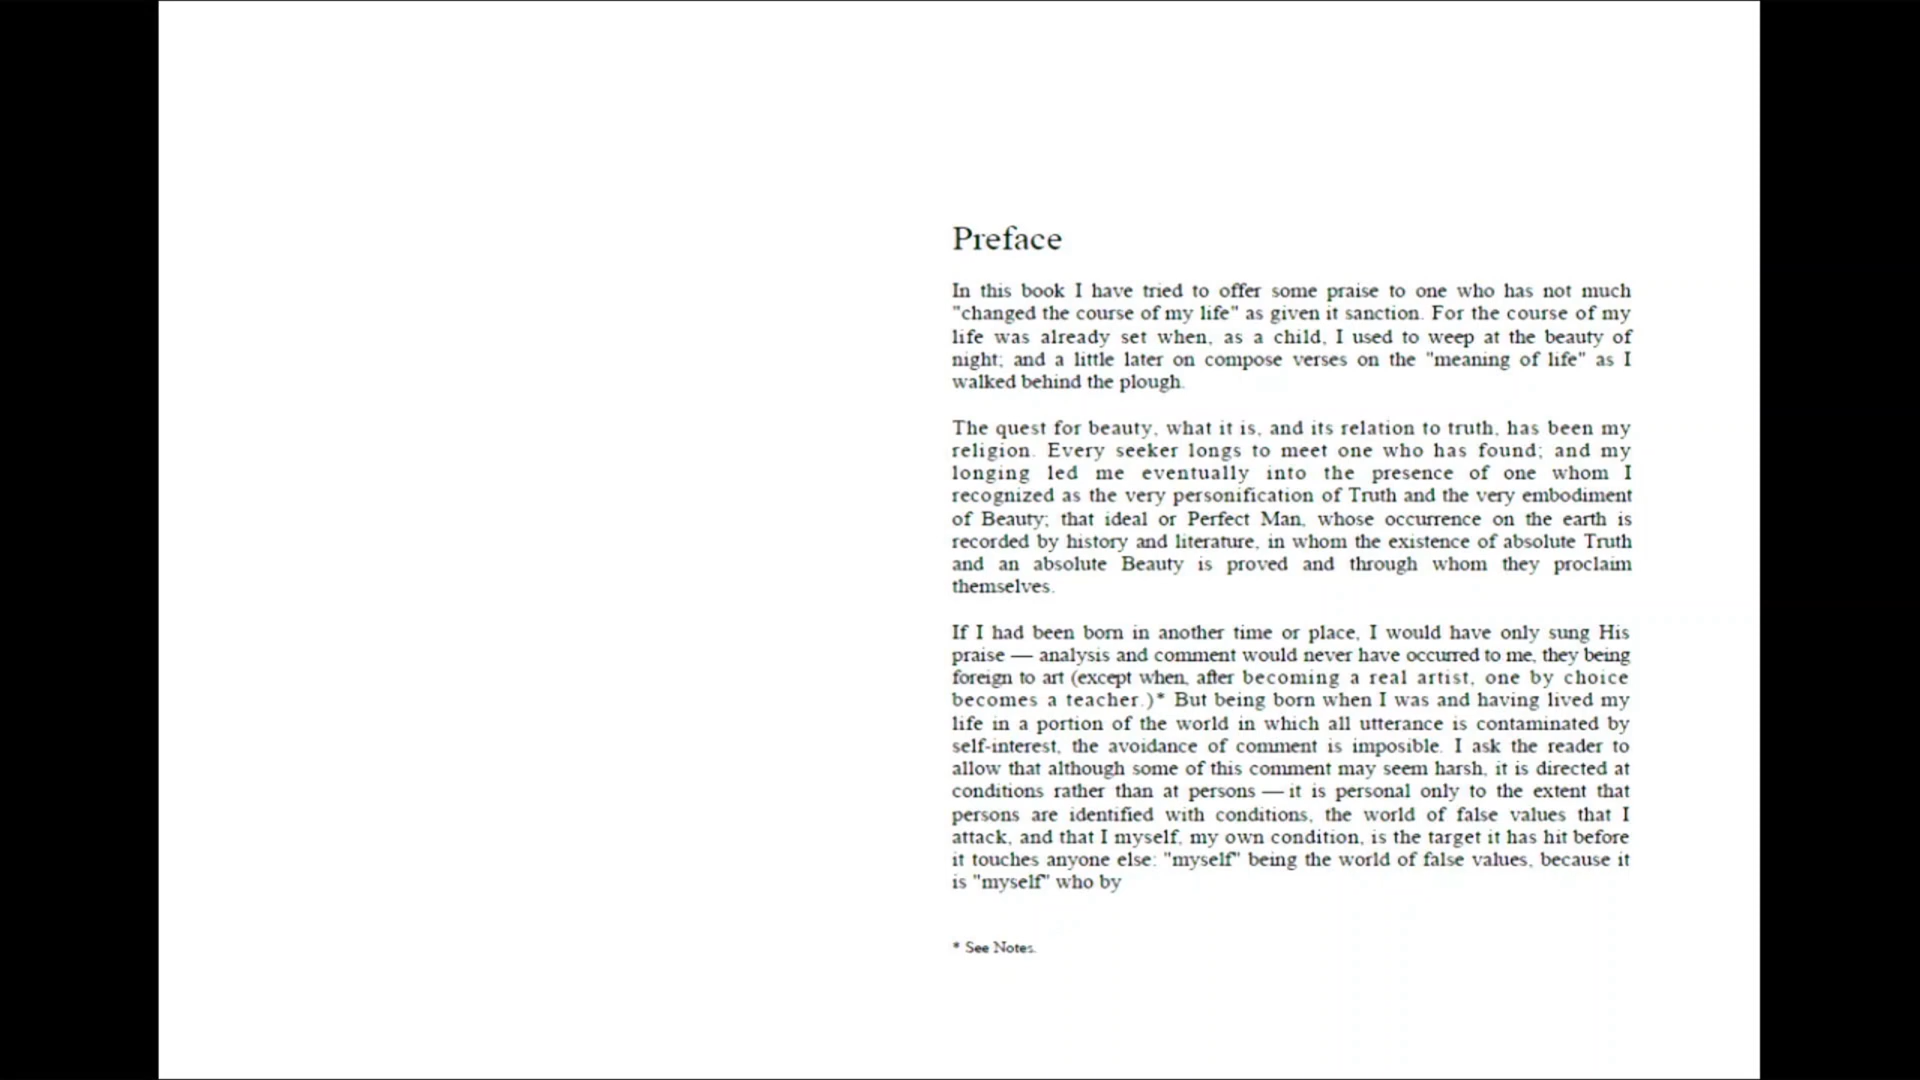 Preface
In this book I have tried to offer some praise to one who has not much
"changed the course of my life" as given it sanction. For the course of my
life was already set when, as a child, I used to weep at the beauty of
night; and a little later on compose verses on the "meaning of life" as I
walked behind the plough.
The quest for beauty, what it is, and its relation to truth, has been my
religion. Every seeker longs to meet one who has found; and my
longing led me eventually into the presence of one whom I
recognized as the very personification of Truth and the very embodiment
of Beauty; that ideal or Perfect Man, whose occurrence on the earth is
recorded by history and literature, in whom the existence of absolute Truth
and an absolute Beauty is proved and through whom they proclaim
themselves.
If I had been born in another time or place, I would have only sung His
praise — analysis and comment would never have occurred to me, they being
foreign to art (except when, after becoming a real artist, one by choice
becomes a teacher.)* But being born when I was and having lived my
life in a portion of the world in which all utterance is contaminated by
self-interest, the avoidance of comment is imposible. I ask the reader to
allow that although some of this comment may seem harsh, it is directed at
conditions rather than at persons — it is personal only to the extent that
persons are identified with conditions, the world of false values that I
attack, and that I myself, my own condition, is the target it has hit before
it touches anyone else: "myself" being the world of false values, because it
is "myself" who by
* See Notes.